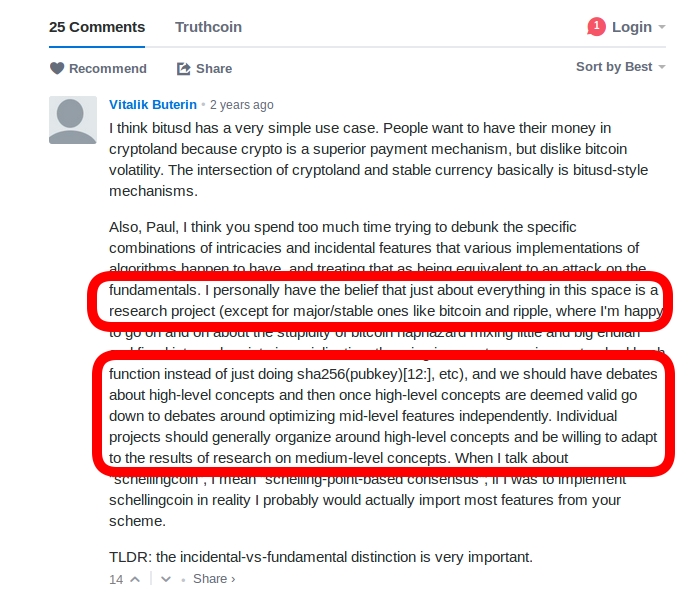 25 Comments Truthcoin 1 Login
Recommend Share Sort by Best
Vitalik Buterin • 2 years ago
I think bitusd has a very simple use case. People want to have their money in
cryptoland because crypto is a superior payment mechanism, but dislike bitcoin
volatility. The intersection of cryptoland and stable currency basically is bitusd-style
mechanisms.
Also, Paul, I think you spend too much time trying to debunk the specific
combinations of intricacies and incidental features that various implementations of
algorithms happen to have, and treating that as being equivalent to an attack on the
fundamentals. I personally have the belief that just about everything in this space is a
research project (except for major/stable ones like bitcoin and ripple, where I'm happy
to go on and on about the stupidity of bitcoin haphazard mixing little and big endian
function instead of just doing sha256(pubkey)[12:], etc), and we should have debates
about high-level concepts and then once high-level concepts are deemed valid go
down to debates around optimizing mid-level features independently. Individual
projects should generally organize around high-level concepts and be willing to adapt
to the results of research on medium-level concepts. When I talk about
"schellingcoin", I mean "schelling-point-based consensus"; if I was to implement
schellingcoin in reality I probably would actually import most features from your
scheme.
TLDR: the incidental-vs-fundamental distinction is very important.
14 • Share ›